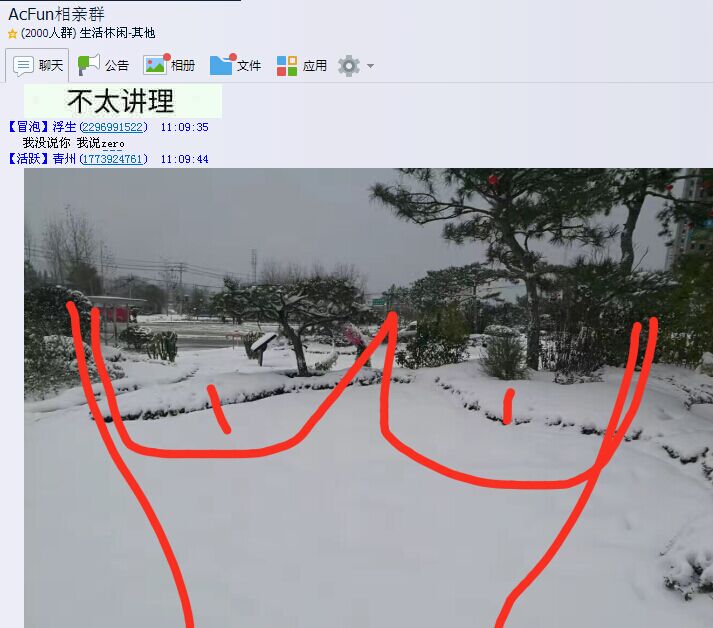 AcFun相亲群
(2000人群) 生活休闲-其他
聊天 公告 相册 文件 应用
不太讲理
【冒泡】浮生(2296991522) 11:09:35
我没说你 我说zero
【活跃】青州(1773924761) 11:09:44